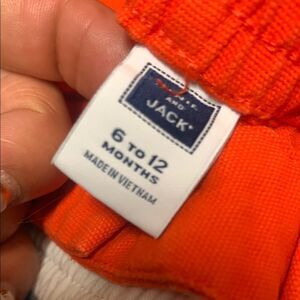 AND
JACK
6 TO 12
MONTHS
MADE IN VIETNAM